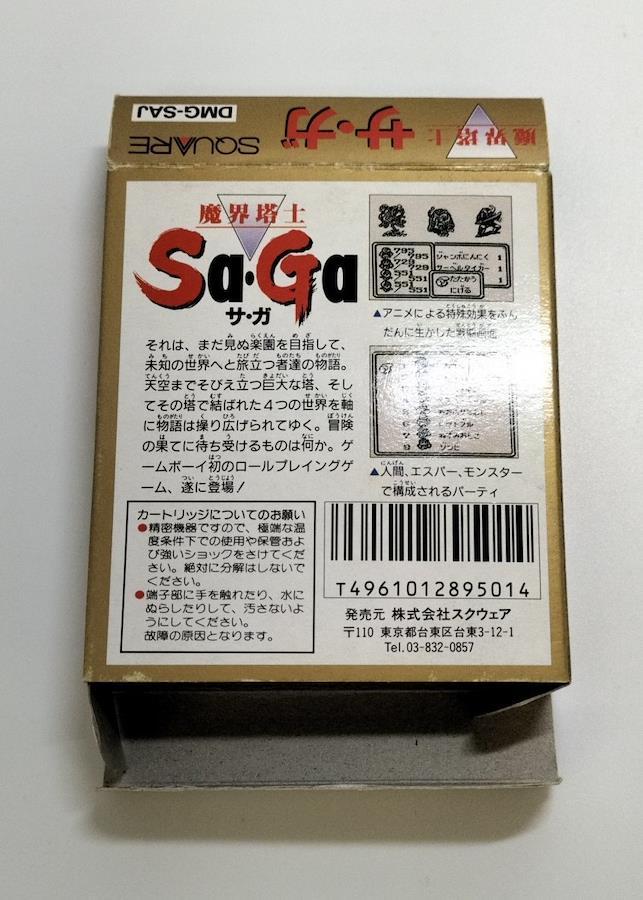 DMG-SAJ
SQUARE
サ・ガ
魔界塔士
魔界塔士
Sa・Ga
サ・ガ
それは、まだ見ぬ楽園を目指して、
未知の世界へと旅立つ者達の物語。
天空までそびえ立つ巨大な塔、そし
てその塔で結ばれた4つの世界を軸
に物語は操り広げられてゆく。冒険
の果てに待ち受けるものは何か。ゲ
ームボーイ初のロールプレイングゲ
ーム、遂に登場!
795
795
729
729
551
551
551
ジャンボにんにく 1
サーベルタイガー 1
たたかう
にげる
▲アニメによる特殊効果をふん
だんに生かした戦闘画面
▲人間、エスパー、モンスター
で構成されるパーティ
カートリッジについてのお願い
●精密機器ですので、極端な温
度条件下での使用や保管およ
び強いショックをさけてくだ
さい。絶対に分解はしないで
ください。
●端子部に手を触れたり、水に
ぬらしたりして、汚さないよ
うにしてください。
故障の原因となります。
T4961012895014
発売元 株式会社スクウェア
〒110 東京都台東区台東3-12-1
Tel.03-832-0857